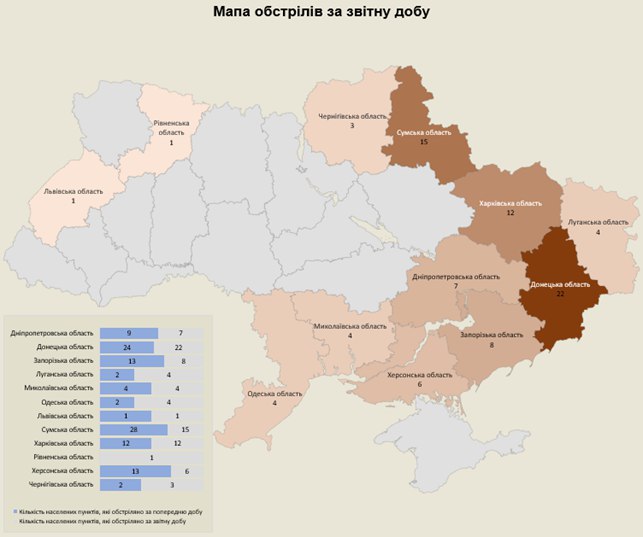 Мапа обстрілів за звітну добу
Чернігівська область
3
Сумська область
15
Рівненська
область
1
Львівська область
1
Харківська область
12
Луганська область
4
Дніпропетровська область
7
Донецька область
22
Миколаївська область
4
Запорізька область
8
Херсонська область
6
Одеська область
4
Дніпропетровська область 9 7
Донецька область 24 22
Запорізька область 13 8
Луганська область 2 4
Миколаївська область 4 4
Одеська область 2 4
Львівська область 1 1
Сумська область 28 15
Харківська область 12 12
Рівненська область 1
Херсонська область 13 6
Чернігівська область 2 3
Кількість населених пунктів, які обстріляно за попередню добу
Кількість населених пунктів, які обстріляно за звітну добу